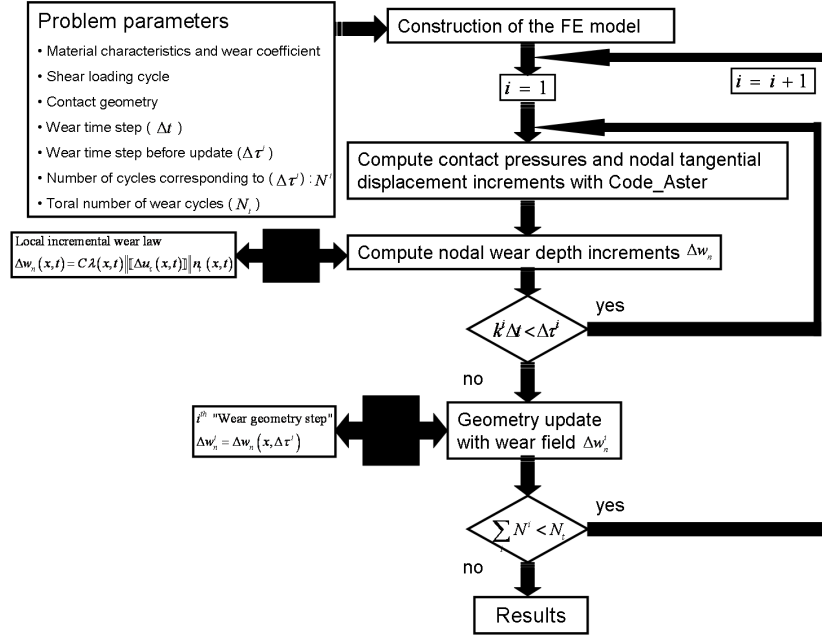 Problem parameters
• Material characteristics and wear coefficient
• Shear loading cycle
• Contact geometry
• Wear time step ( Δt )
• Wear time step before update (Δτ^i )
• Number of cycles corresponding to ( Δτ^i ) : N^i
• Toral number of wear cycles ( N_t )
Construction of the FE model
i = 1
i = i + 1
Compute contact pressures and nodal tangential
displacement increments with Code_Aster
Local incremental wear law
Δw_n (x,t) = Cλ(x,t)‖⟦Δu_t (x,t)⟧‖ n_t (x,t)
Compute nodal wear depth increments Δw_n
yes
k^i Δt < Δτ^i
no
i^th "Wear geometry step"
Δw_n^i = Δw_n (x, Δτ^i )
Geometry update
with wear field Δw_n^i
yes
∑ N^i < N_t
no
Results